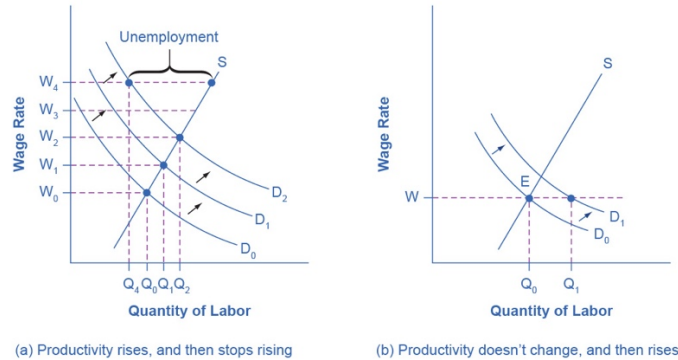 Unemployment
S
W4
W3
W2
W1
W0
Wage Rate
D2
D1
D0
Q4 Q0 Q1 Q2
Quantity of Labor
(a) Productivity rises, and then stops rising
S
Wage Rate
E
W
D1
D0
Q0 Q1
Quantity of Labor
(b) Productivity doesn’t change, and then rises